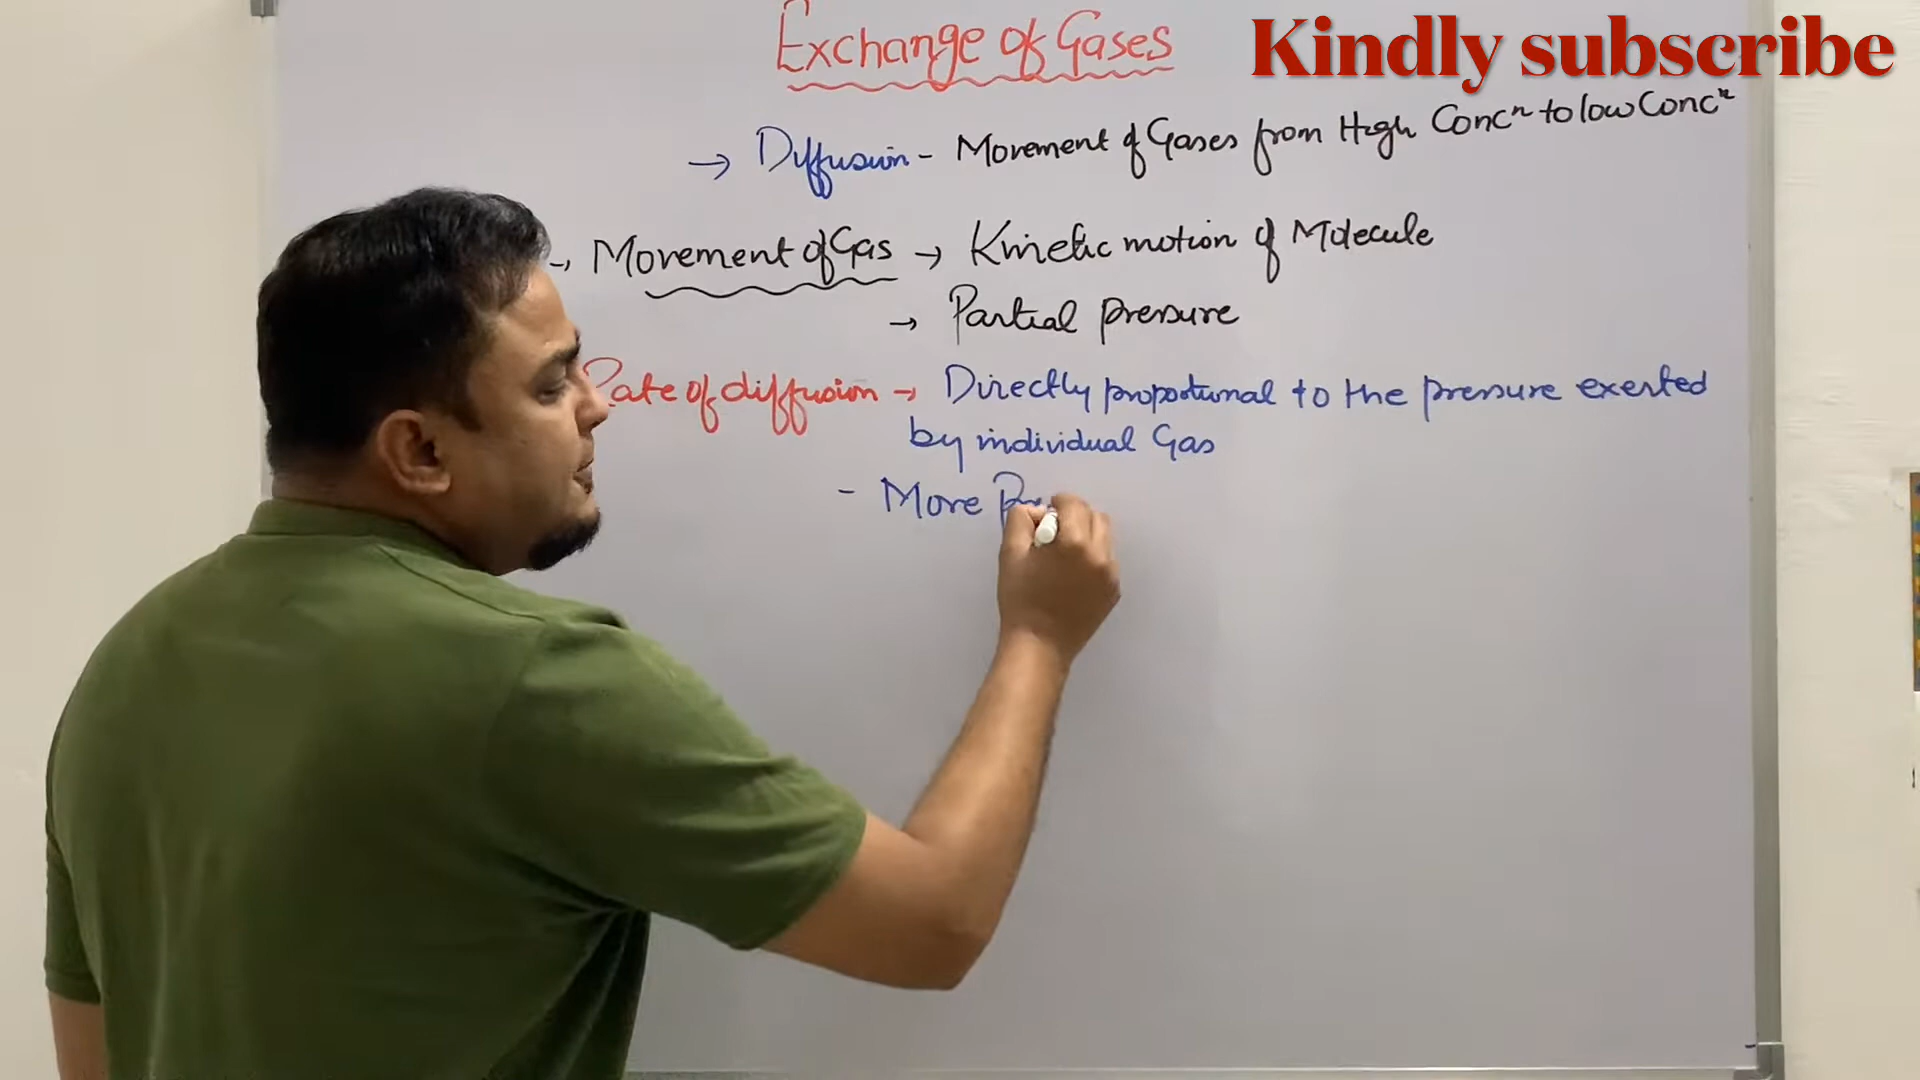 Exchange of Gases
Kindly subscribe
→ Diffusion - Movement of Gases from High Concⁿ to low Concⁿ
→ Movement of Gas → Kinetic motion of Molecule
→ Partial pressure
Rate of diffusion → Directly proportional to the pressure exerted
by individual Gas
- More Pre